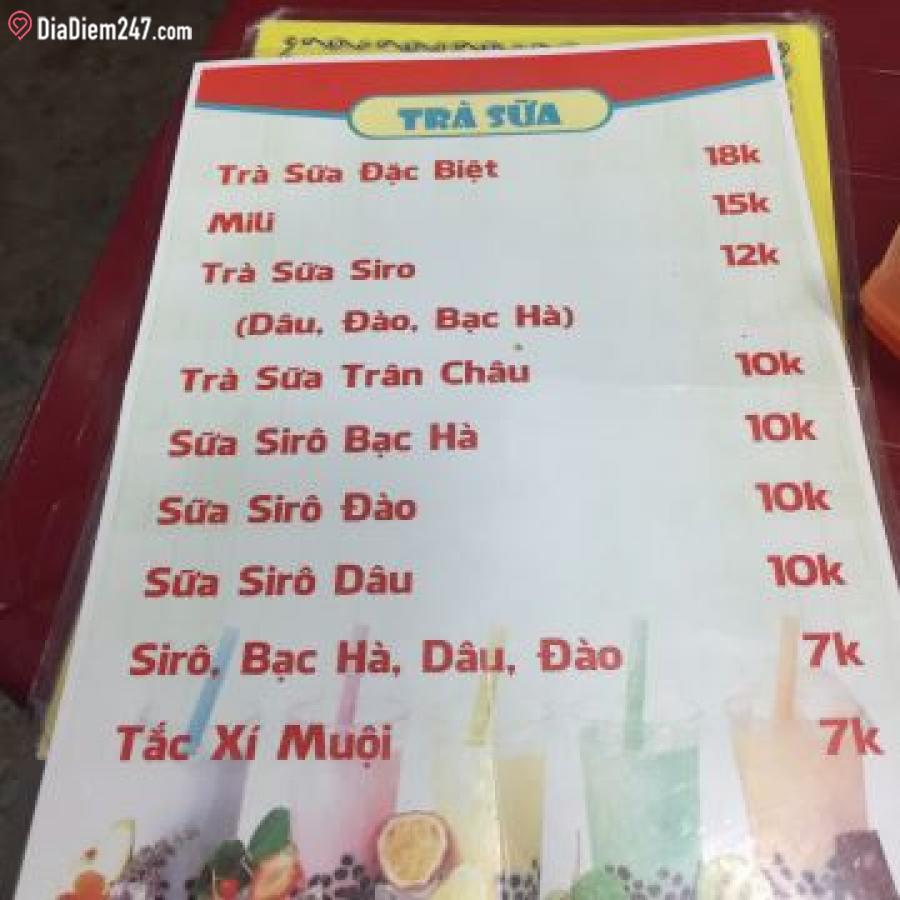 DiaDiem247.com
TRÀ SỮA
Trà Sữa Đặc Biệt 18k
Mili 15k
Trà Sữa Siro 12k
(Dâu, Đào, Bạc Hà)
Trà Sữa Trân Châu 10k
Sữa Sirô Bạc Hà 10k
Sữa Sirô Đào 10k
Sữa Sirô Dâu 10k
Sirô, Bạc Hà, Dâu, Đào 7k
Tắc Xí Muội 7k